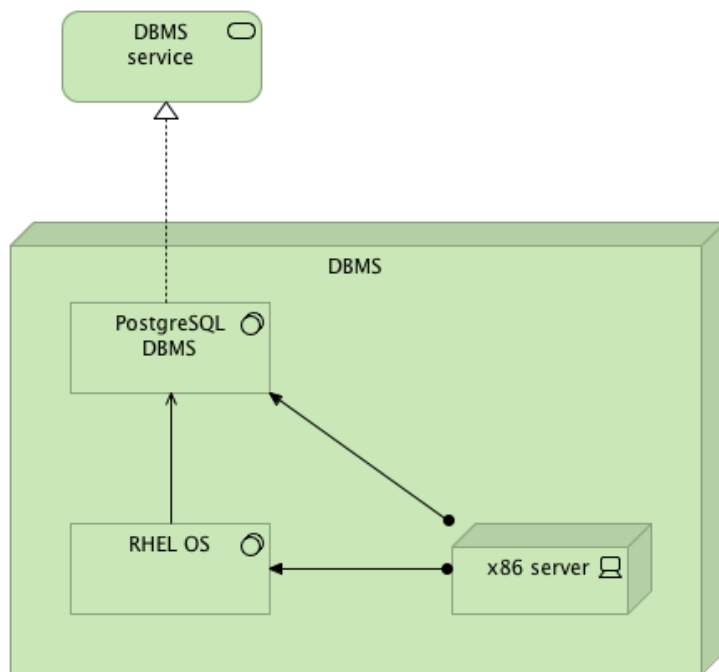 DBMS
service
DBMS
PostgreSQL
DBMS
RHEL OS
x86 server